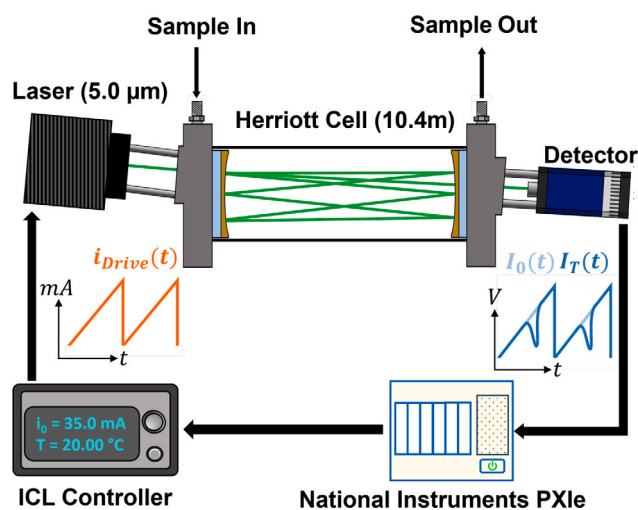 Sample In
Sample Out
Laser (5.0 µm)
Herriott Cell (10.4m)
Detector
i_Drive(t)
mA
t
I_0(t) I_T(t)
V
t
i₀ = 35.0 mA
T = 20.00 °C
ICL Controller
National Instruments PXIe